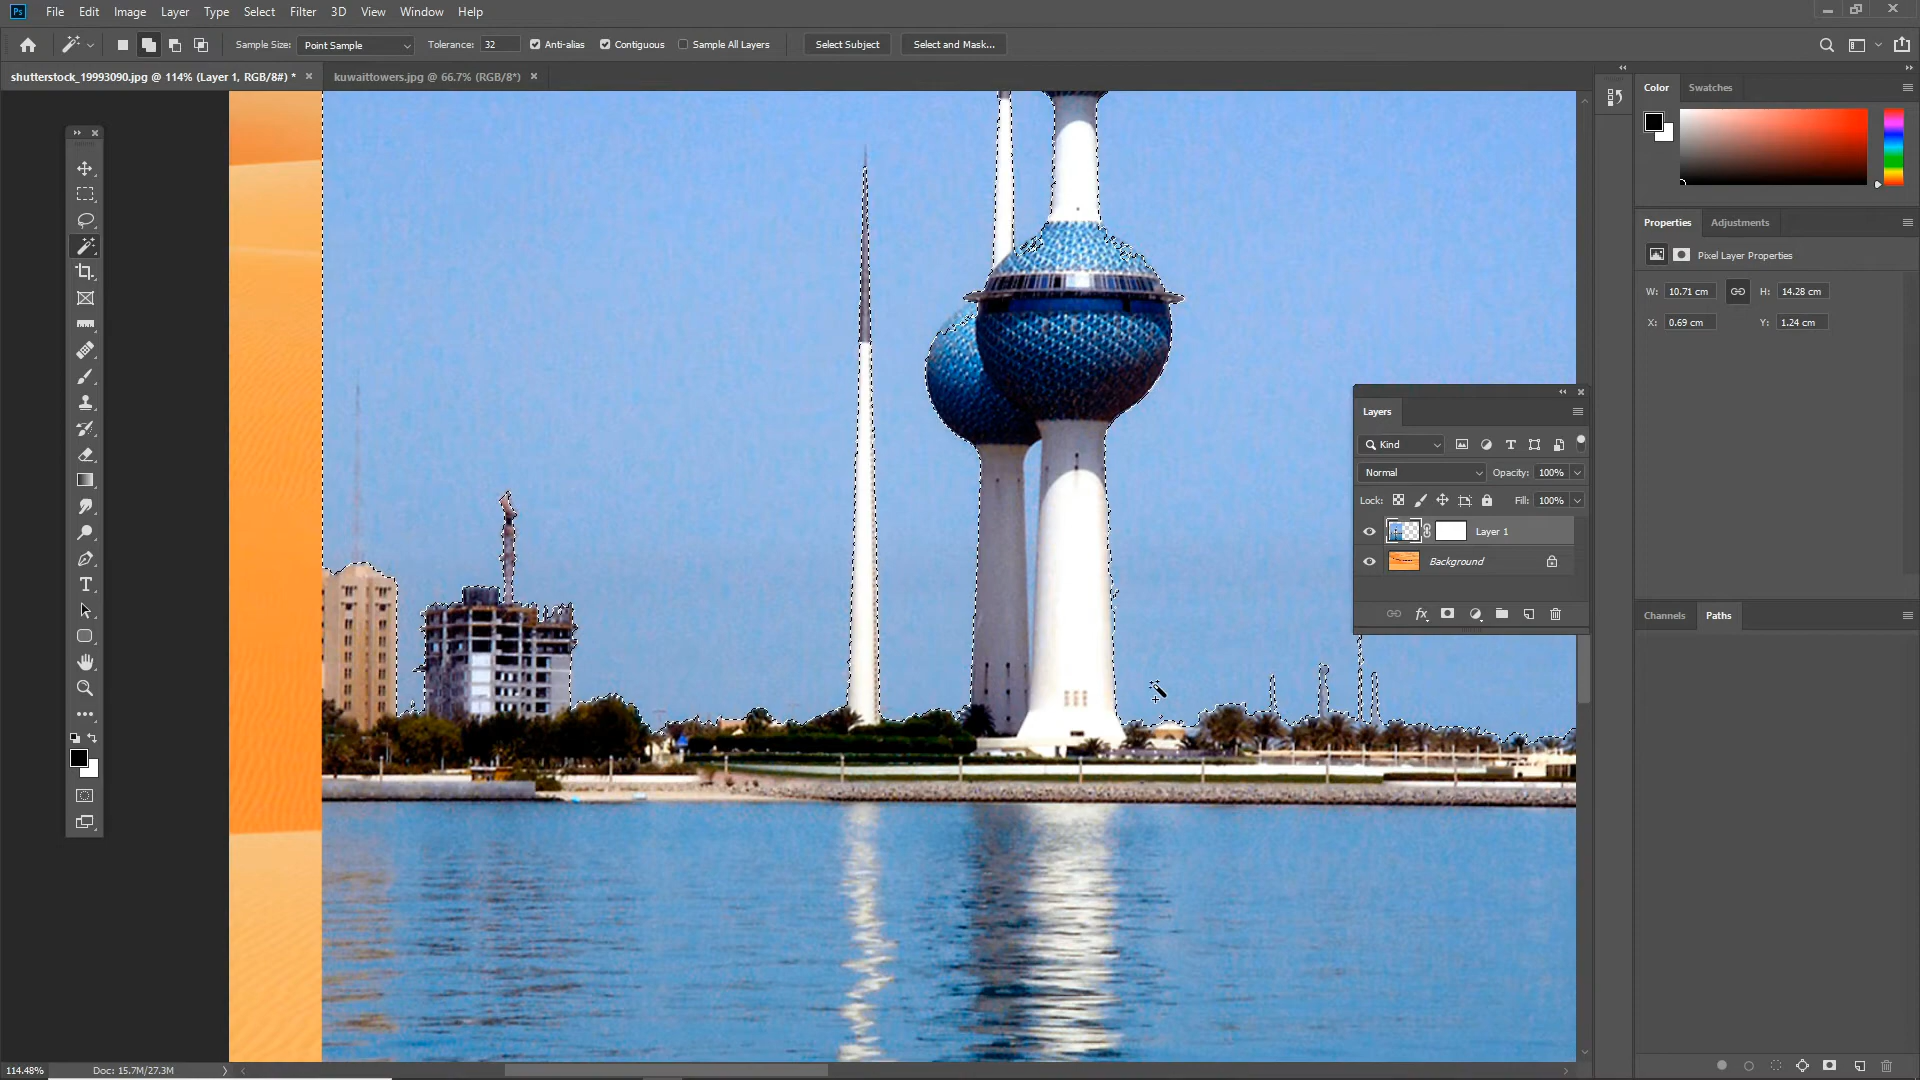 Ps File Edit Image Layer Type Select Filter 3D View Window Help
Sample Size: Point Sample Tolerance: 32 Anti-alias Contiguous Sample All Layers Select Subject Select and Mask...
shutterstock_19993090.jpg @ 114% (Layer 1, RGB/8#) * × kuwaittowers.jpg @ 66.7% (RGB/8*) ×
Color Swatches
Properties Adjustments
Pixel Layer Properties
W: 10.71 cm H: 14.28 cm
X: 0.69 cm Y: 1.24 cm
Layers
Kind
Normal Opacity: 100%
Lock: Fill: 100%
Layer 1
Background
fx
Channels Paths
114.48% Doc: 15.7M/27.3M